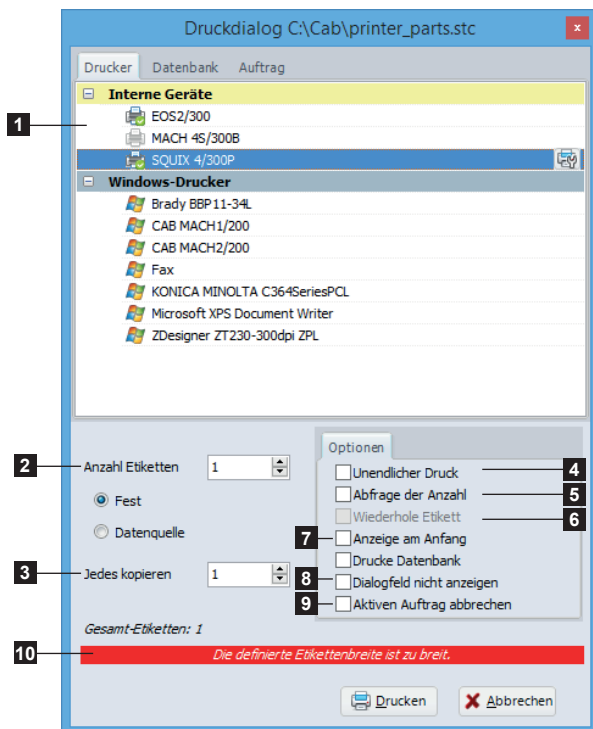 Druckdialog C:\Cab\printer_parts.stc
x
Drucker Datenbank Auftrag
Interne Geräte
1
EOS2/300
MACH 4S/300B
SQUIX 4/300P
Windows-Drucker
Brady BBP11-34L
CAB MACH1/200
CAB MACH2/200
Fax
KONICA MINOLTA C364SeriesPCL
Microsoft XPS Document Writer
ZDesigner ZT230-300dpi ZPL
2
Anzahl Etiketten 1
Fest
Datenquelle
3
Jedes kopieren 1
Optionen
Unendlicher Druck 4
Abfrage der Anzahl 5
Wiederhole Etikett 6
7 Anzeige am Anfang
Drucke Datenbank
8 Dialogfeld nicht anzeigen
9 Aktiven Auftrag abbrechen
Gesamt-Etiketten: 1
10 Die definierte Etikettenbreite ist zu breit.
Drucken Abbrechen